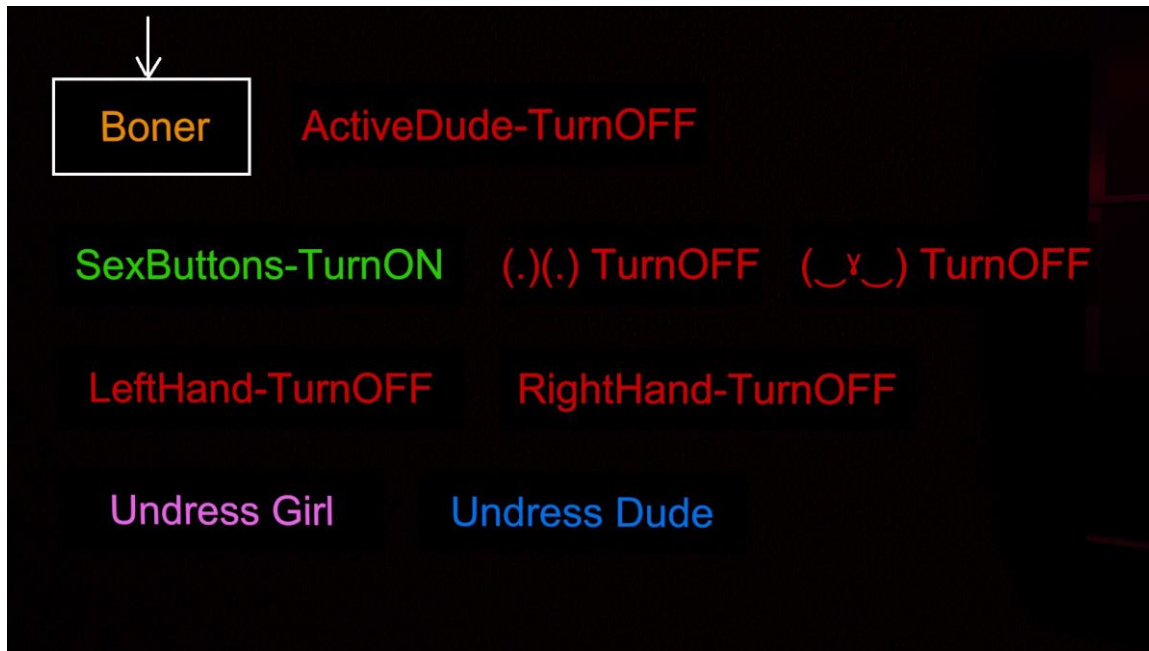 Boner ActiveDude-TurnOFF
SexButtons-TurnON (.)(.) TurnOFF (‿ɤ‿) TurnOFF
LeftHand-TurnOFF RightHand-TurnOFF
Undress Girl Undress Dude